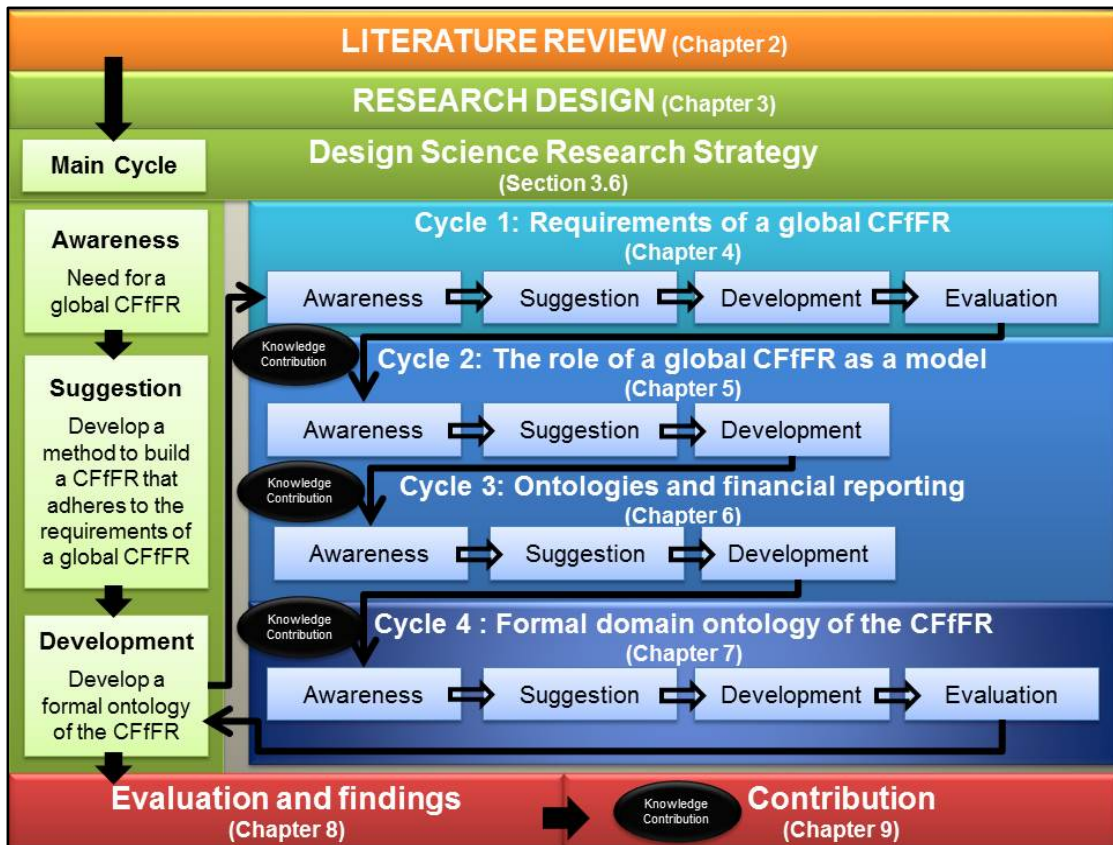 LITERATURE REVIEW (Chapter 2)
RESEARCH DESIGN (Chapter 3)
Main Cycle
Design Science Research Strategy
(Section 3.6)
Awareness
Need for a
global CFfFR
Suggestion
Develop a
method to build
a CFfFR that
adheres to the
requirements of
a global CFfFR
Development
Develop a
formal ontology
of the CFfFR
Cycle 1: Requirements of a global CFfFR
(Chapter 4)
Awareness
Suggestion
Development
Evaluation
Knowledge
Contribution
Cycle 2: The role of a global CFfFR as a model
(Chapter 5)
Awareness
Suggestion
Development
Knowledge
Contribution
Cycle 3: Ontologies and financial reporting
(Chapter 6)
Awareness
Suggestion
Development
Knowledge
Contribution
Cycle 4 : Formal domain ontology of the CFfFR
(Chapter 7)
Awareness
Suggestion
Development
Evaluation
Evaluation and findings
(Chapter 8)
Knowledge
Contribution
Contribution
(Chapter 9)